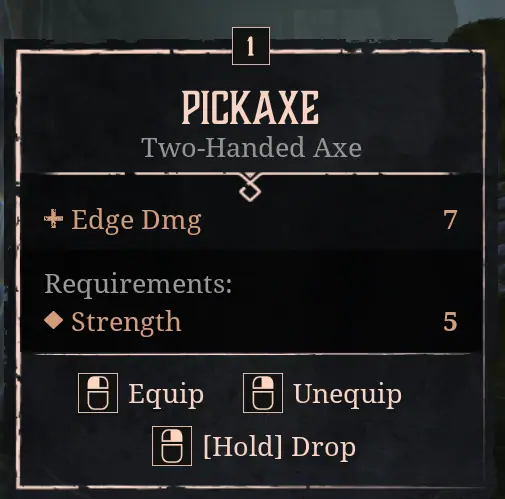 1
PICKAXE
Two-Handed Axe
Edge Dmg 7
Requirements:
Strength 5
Equip Unequip
[Hold] Drop